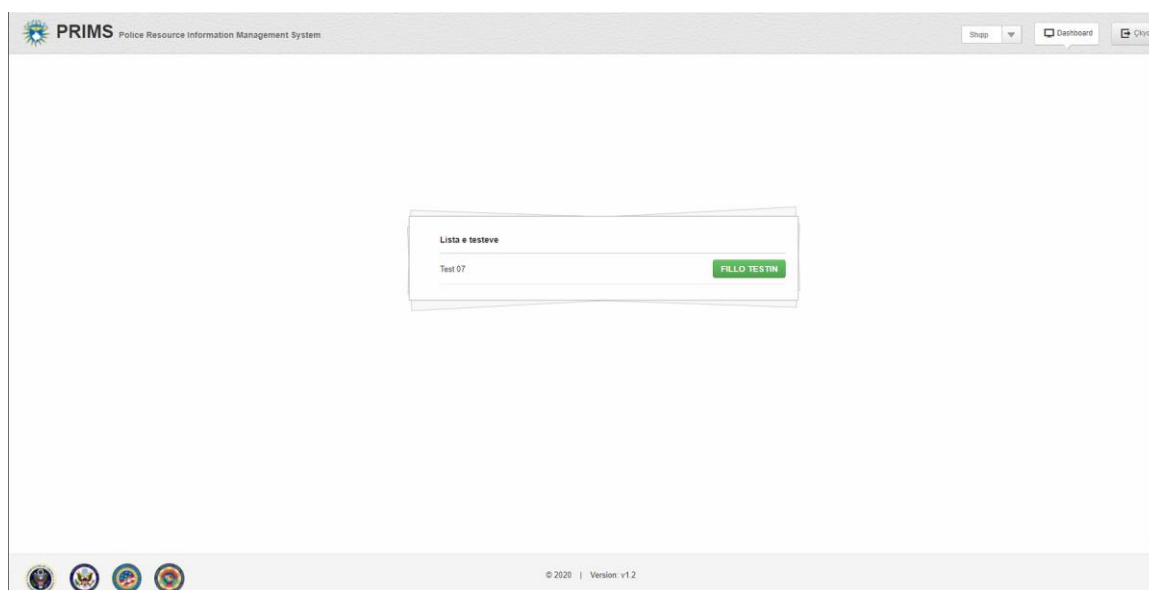 PRIMS Police Resource Information Management System
Shqip
Dashboard
Lista e testeve
Test 07
FILLO TESTIN
© 2020 | Version: v1.2